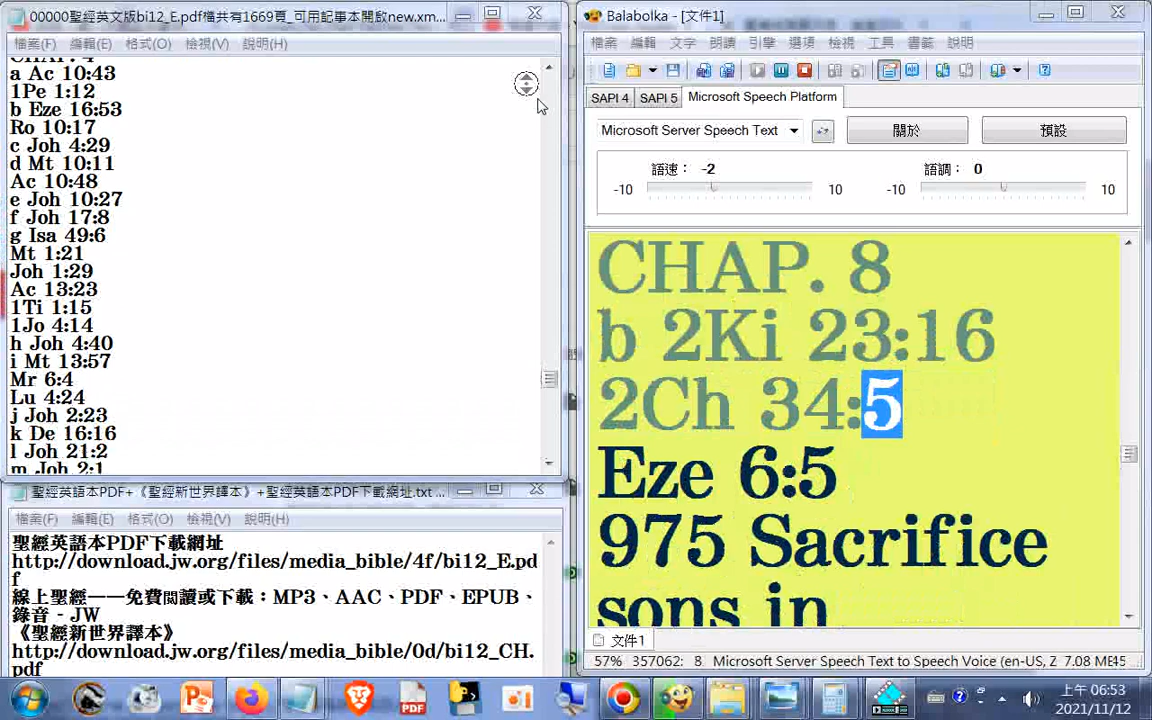 00000聖經英文版bi12_E.pdf檔共有1669頁_可用記事本開啟new.xm...
檔案(F) 編輯(E) 格式(O) 檢視(V) 說明(H)
CHAP. 4
a Ac 10:43
1Pe 1:12
b Eze 16:53
Ro 10:17
c Joh 4:29
d Mt 10:11
Ac 10:48
e Joh 10:27
f Joh 17:8
g Isa 49:6
Mt 1:21
Joh 1:29
Ac 13:23
1Ti 1:15
1Jo 4:14
h Joh 4:40
i Mt 13:57
Mr 6:4
Lu 4:24
j Joh 2:23
k De 16:16
l Joh 21:2
m Joh 2:1
聖經英語本PDF+《聖經新世界譯本》+聖經英語本PDF下載網址.txt ...
檔案(F) 編輯(E) 格式(O) 檢視(V) 說明(H)
聖經英語本PDF下載網址
http://download.jw.org/files/media_bible/4f/bi12_E.pd
f
線上聖經——免費閱讀或下載：MP3、AAC、PDF、EPUB、
錄音 - JW
《聖經新世界譯本》
http://download.jw.org/files/media_bible/0d/bi12_CH.
pdf
Balabolka - [文件1]
檔案 編輯 文字 朗讀 引擎 選項 檢視 工具 書籤 說明
SAPI 4 SAPI 5 Microsoft Speech Platform
Microsoft Server Speech Text 關於 預設
語速： -2 語調： 0
-10 10 -10 10
CHAP. 8
b 2Ki 23:16
2Ch 34:5
Eze 6:5
975 Sacrifice
sons in
文件1
57% 357062: 8 Microsoft Server Speech Text to Speech Voice (en-US, Z 7.08 ME45
上午 06:53
2021/11/12